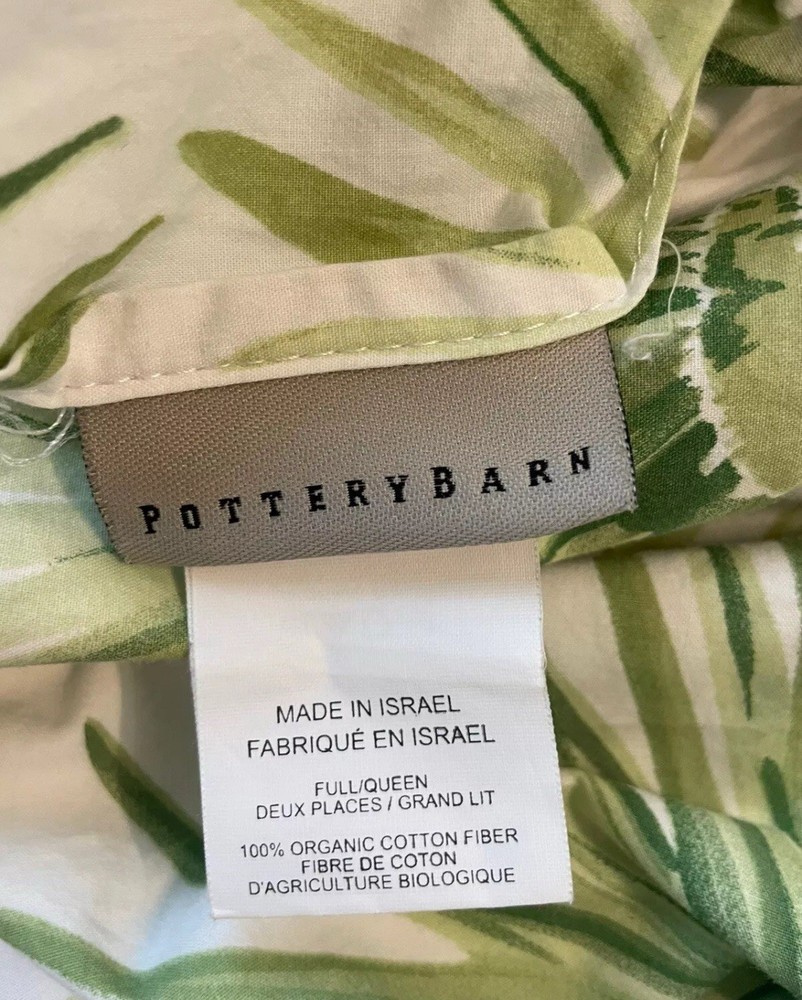 POTTERYBARN
MADE IN ISRAEL
FABRIQUÉ EN ISRAEL
FULL/QUEEN
DEUX PLACES / GRAND LIT
100% ORGANIC COTTON FIBER
FIBRE DE COTON
D'AGRICULTURE BIOLOGIQUE